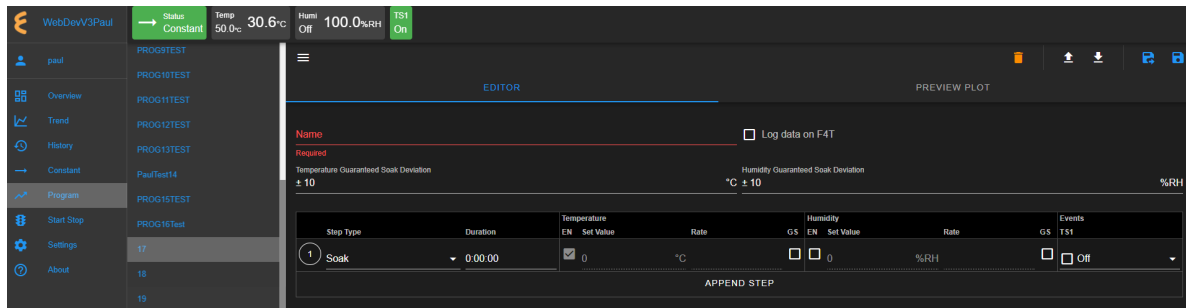 WebDevV3Paul
Status
Constant
Temp
50.0°C 30.6°C
Humi
Off 100.0%RH
TS1
On
paul
Overview
Trend
History
Constant
Program
Start Stop
Settings
About
PROG9TEST
PROG10TEST
PROG11TEST
PROG12TEST
PROG13TEST
PaulTest14
PROG15TEST
PROG16Test
17
18
19
EDITOR
PREVIEW PLOT
Name
Required
Log data on F4T
Temperature Guaranteed Soak Deviation
± 10 °C
Humidity Guaranteed Soak Deviation
± 10 %RH
Temperature Humidity Events
Step Type Duration EN Set Value Rate GS EN Set Value Rate GS TS1
1 Soak 0:00:00 0 °C 0 %RH Off
APPEND STEP